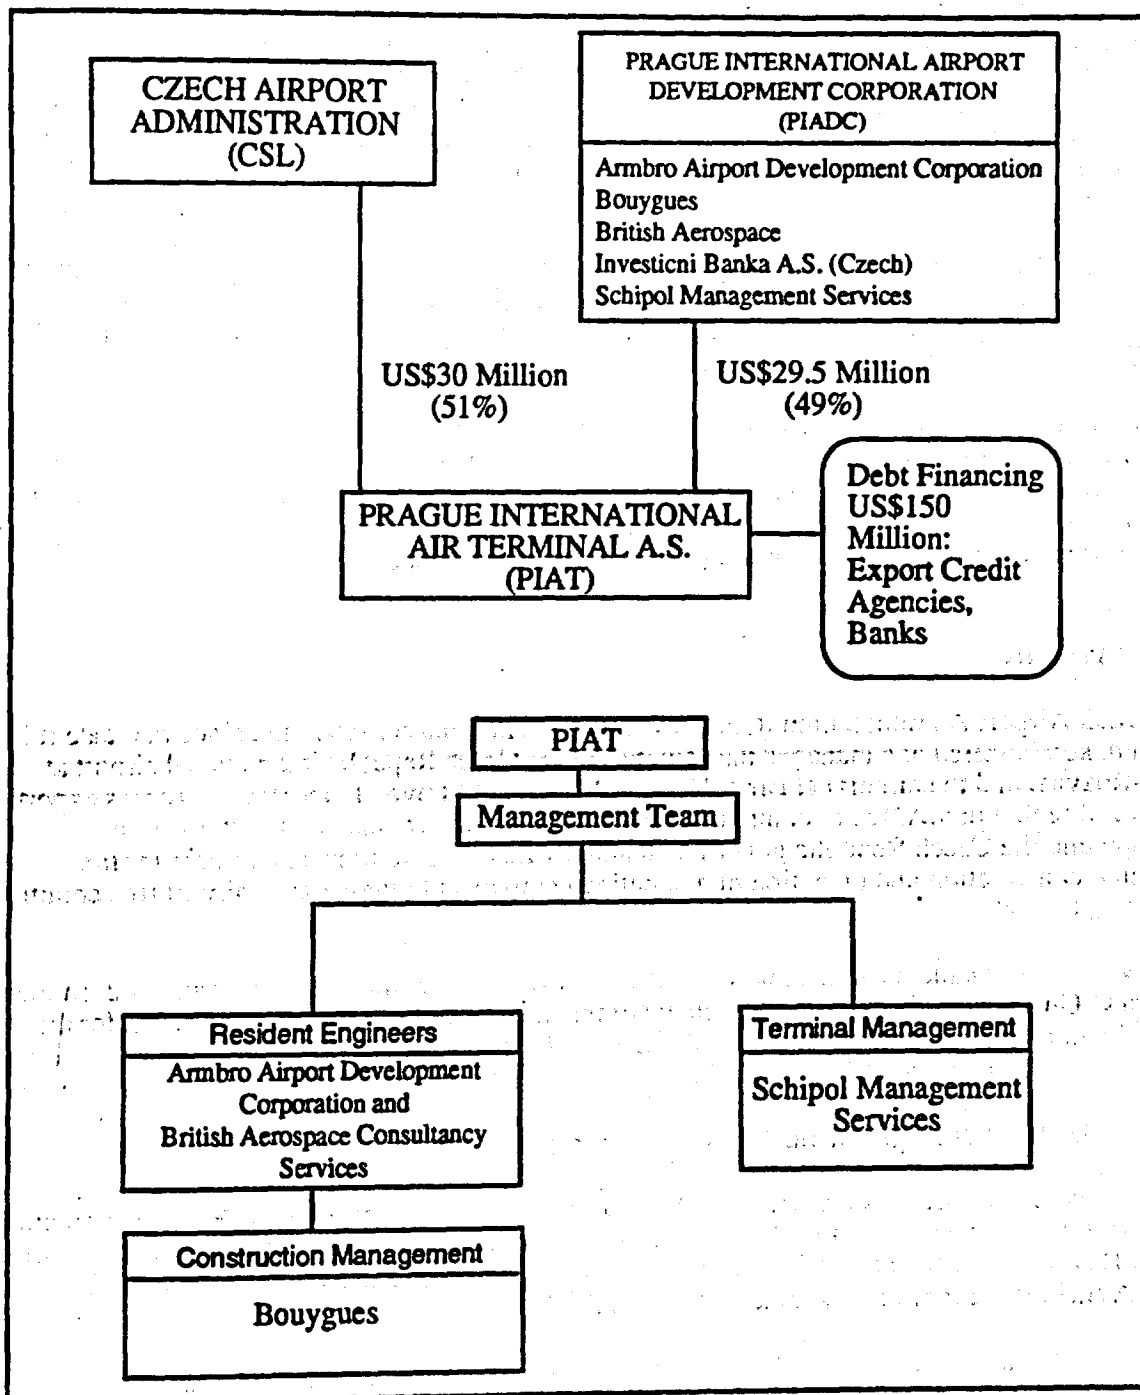 CZECH AIRPORT
ADMINISTRATION
(CSL)
PRAGUE INTERNATIONAL AIRPORT
DEVELOPMENT CORPORATION
(PIADC)
Armbro Airport Development Corporation
Bouygues
British Aerospace
Investicni Banka A.S. (Czech)
Schipol Management Services
US$30 Million
(51%)
US$29.5 Million
(49%)
PRAGUE INTERNATIONAL
AIR TERMINAL A.S.
(PIAT)
Debt Financing
US$150
Million:
Export Credit
Agencies,
Banks
PIAT
Management Team
Resident Engineers
Armbro Airport Development
Corporation and
British Aerospace Consultancy
Services
Terminal Management
Schipol Management
Services
Construction Management
Bouygues